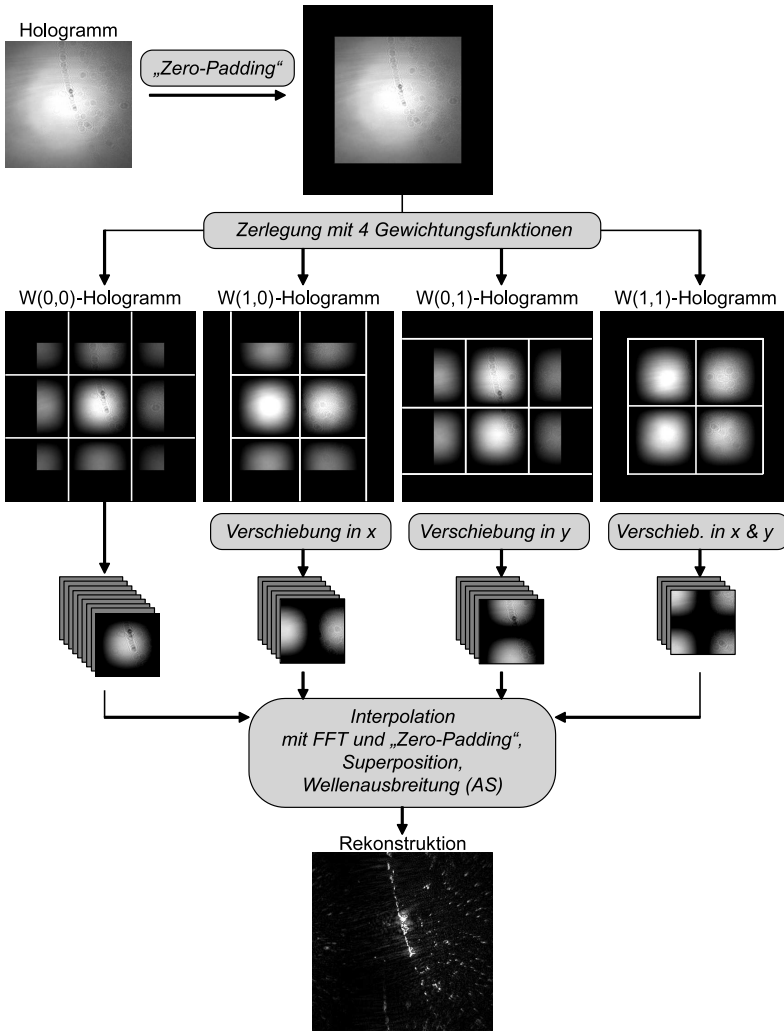 Hologramm
„Zero-Padding“
Zerlegung mit 4 Gewichtungsfunktionen
W(0,0)-Hologramm
W(1,0)-Hologramm
W(0,1)-Hologramm
W(1,1)-Hologramm
Verschiebung in x
Verschiebung in y
Verschieb. in x & y
Interpolation
mit FFT und „Zero-Padding“,
Superposition,
Wellenausbreitung (AS)
Rekonstruktion